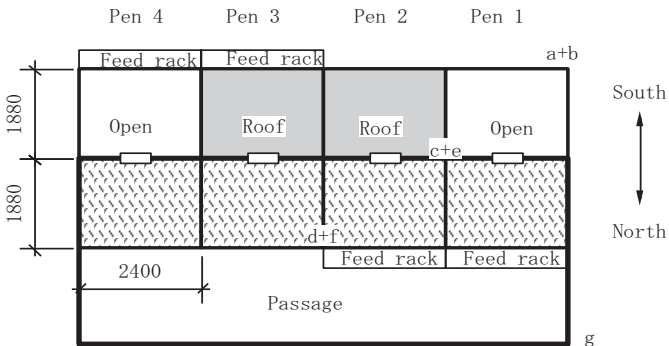 Pen 4 Pen 3 Pen 2 Pen 1
Feed rack Feed rack
a+b
South
1880
Open Roof Roof Open
c+e
1880
North
d+f
2400
Feed rack Feed rack
Passage
g